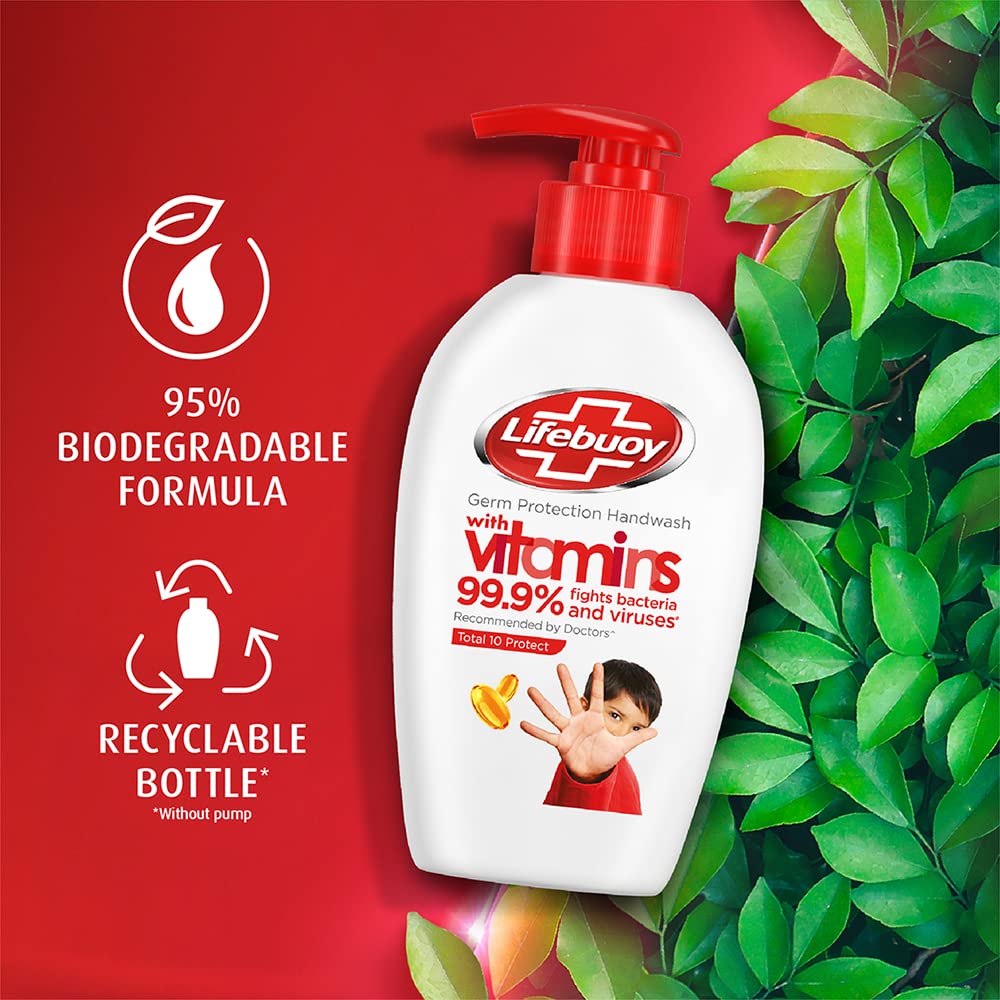 95%
BIODEGRADABLE
FORMULA
RECYCLABLE
BOTTLE*
*Without pump
Lifebuoy
Germ Protection Handwash
with
vitamins
99.9% fights bacteria
and viruses*
Recommended by Doctors^
Total 10 Protect